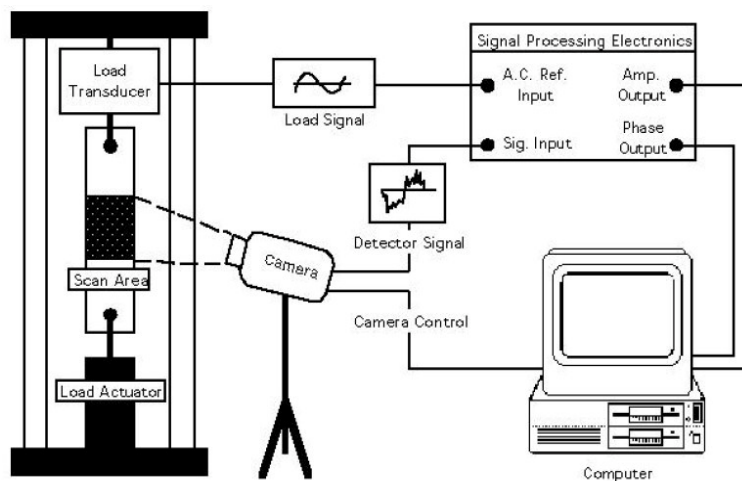 Signal Processing Electronics
Load
Transducer
A.C. Ref.
Input
Amp.
Output
Load Signal
Sig. Input
Phase
Output
Detector Signal
Camera
Scan Area
Camera Control
Load Actuator
Computer